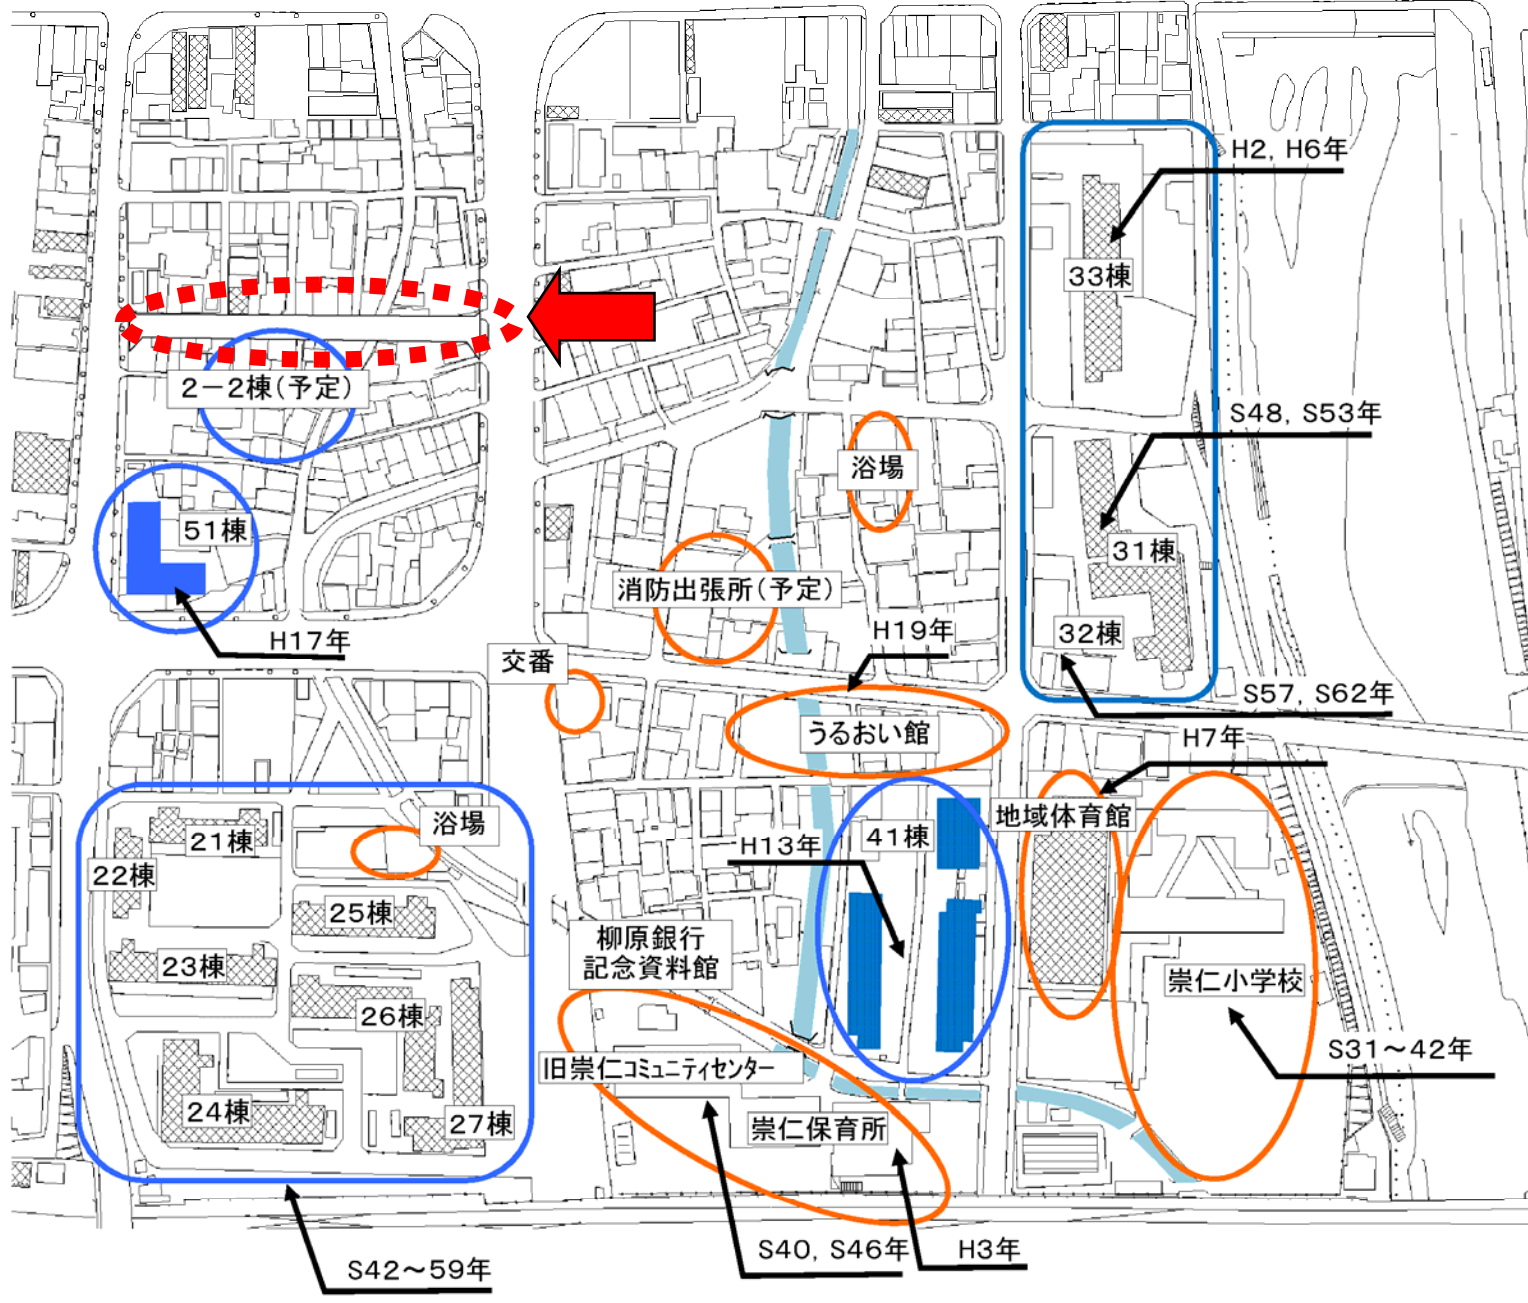 H2, H6年
33棟
2－2棟(予定)
S48, S53年
浴場
51棟
31棟
消防出張所(予定)
H17年
H19年
32棟
交番
S57, S62年
うるおい館
H7年
地域体育館
浴場
21棟
H13年
41棟
22棟
25棟
柳原銀行
記念資料館
23棟
崇仁小学校
26棟
S31～42年
旧崇仁コミュニティセンター
24棟
27棟
崇仁保育所
S42～59年
S40, S46年
H3年